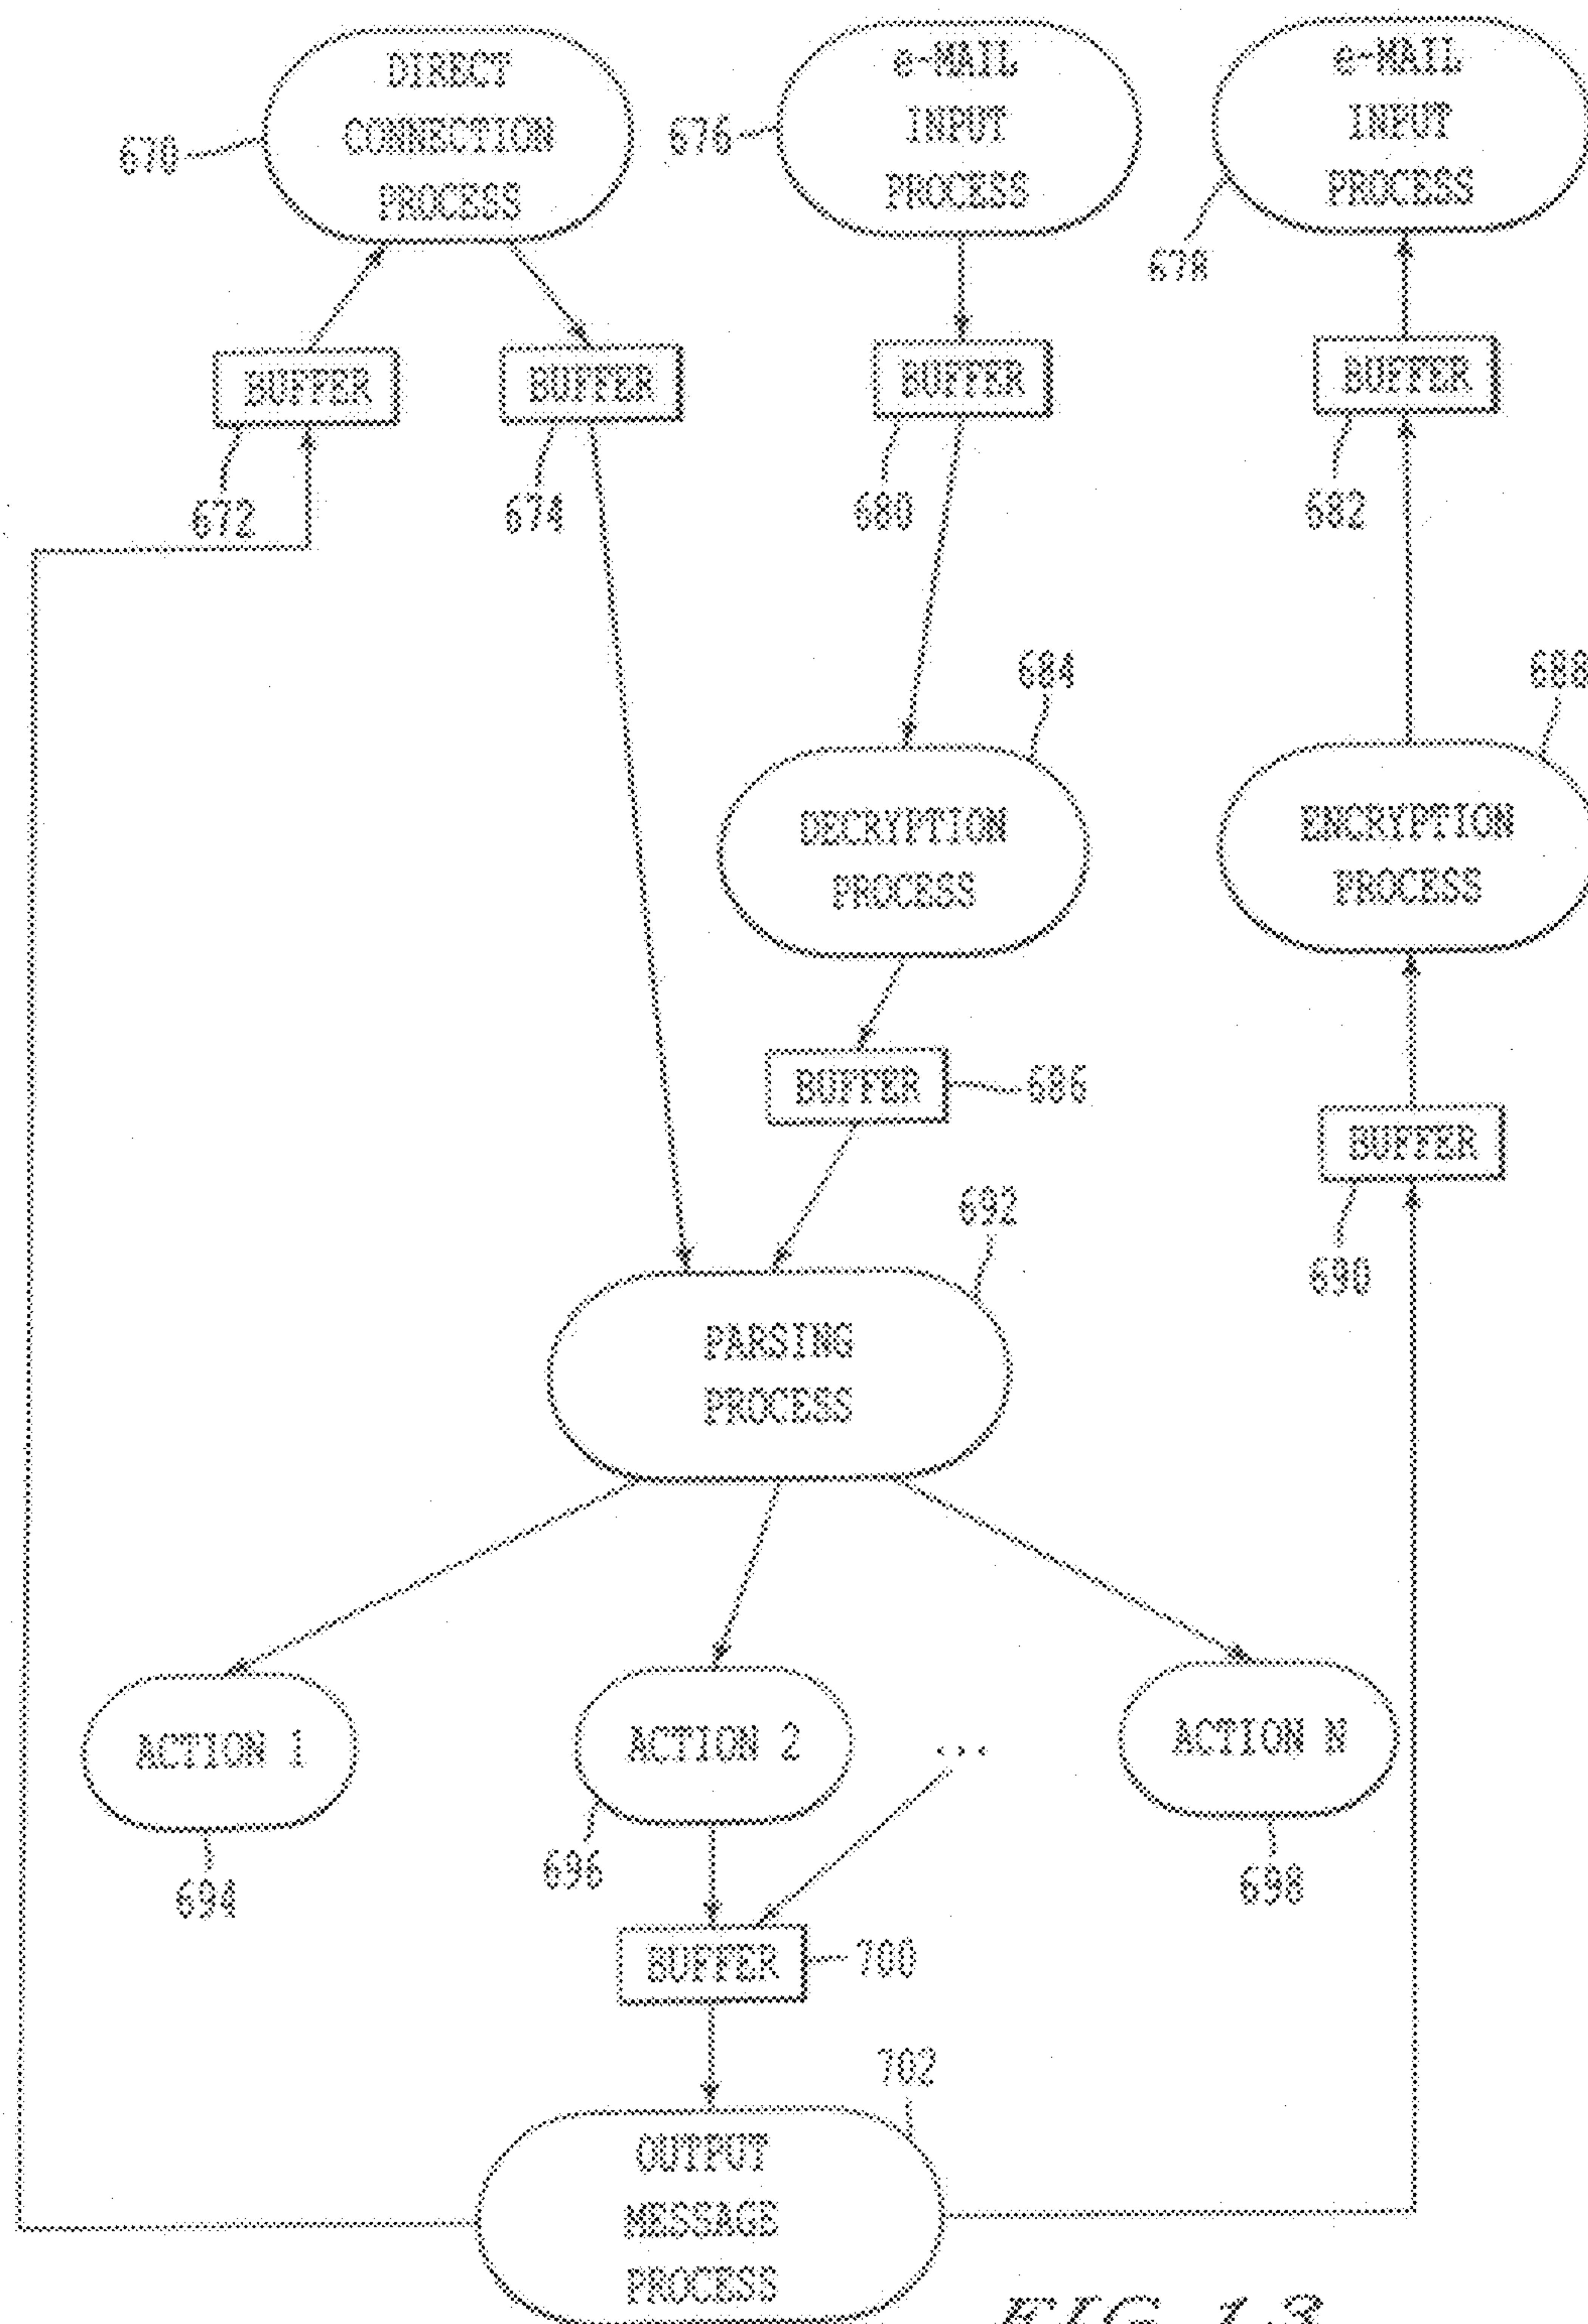 DIRECT
CONNECTION
PROCESS
670
e-MAIL
INPUT
PROCESS
676
e-MAIL
INPUT
PROCESS
678
BUFFER
672
BUFFER
674
BUFFER
680
BUFFER
682
684
DECRYPTION
PROCESS
688
ENCRYPTION
PROCESS
BUFFER
686
BUFFER
690
692
PARSING
PROCESS
ACTION 1
694
ACTION 2
696
...
ACTION N
698
BUFFER
700
702
OUTPUT
MESSAGE
PROCESS
FIG. 13